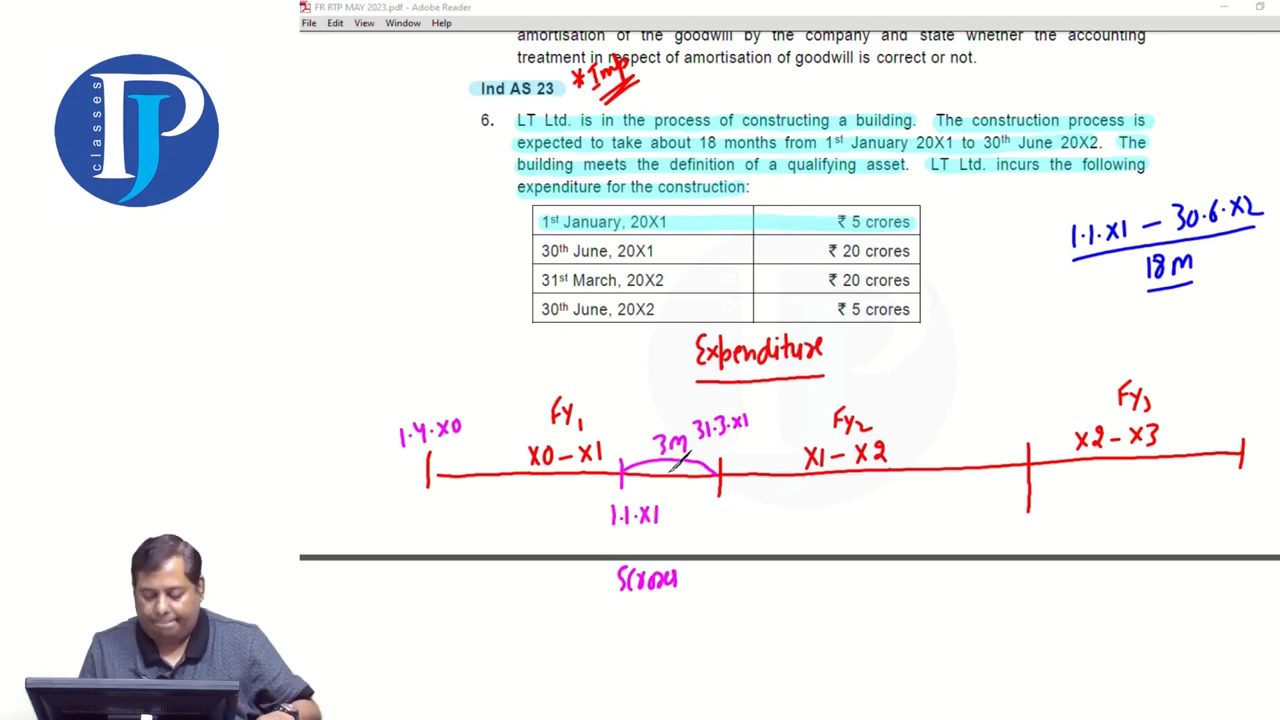 FR RTP MAY 2023.pdf - Adobe Reader
File Edit View Window Help
amortisation of the goodwill by the company and state whether the accounting
treatment in respect of amortisation of goodwill is correct or not.
PJ
classes
Ind AS 23
* Imp
6. LT Ltd. is in the process of constructing a building. The construction process is
expected to take about 18 months from 1st January 20X1 to 30th June 20X2. The
building meets the definition of a qualifying asset. LT Ltd. incurs the following
expenditure for the construction:
1st January, 20X1 ₹ 5 crores
30th June, 20X1 ₹ 20 crores
31st March, 20X2 ₹ 20 crores
30th June, 20X2 ₹ 5 crores
1.1.X1 – 30.6.X2
18M
Expenditure
FY1 FY2 FY3
1.4.X0 X0 – X1 3M 31.3.X1 X1 – X2 X2 – X3
1.1.X1
5crores